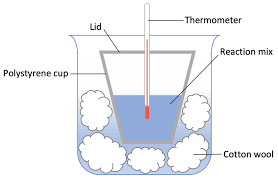 Thermometer
Lid
Reaction mix
Polystyrene cup
Cotton wool